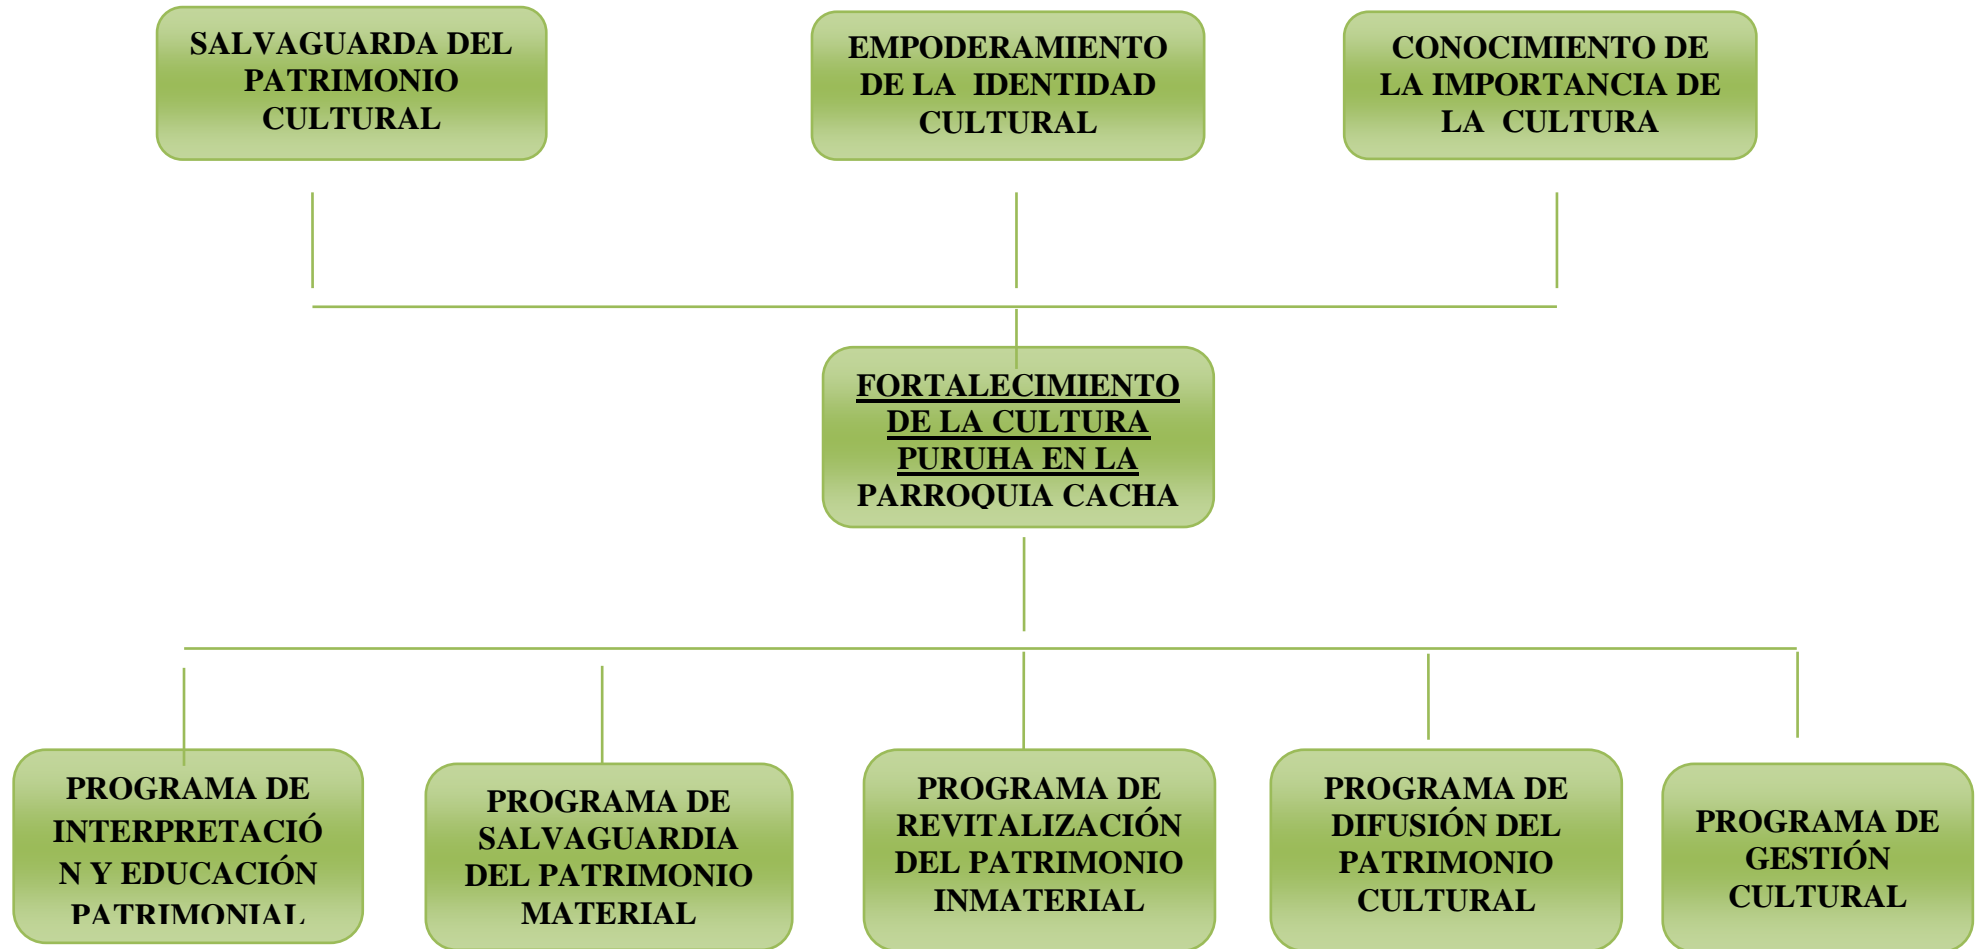 SALVAGUARDA DEL
PATRIMONIO
CULTURAL
EMPODERAMIENTO
DE LA IDENTIDAD
CULTURAL
CONOCIMIENTO DE
LA IMPORTANCIA DE
LA CULTURA
FORTALECIMIENTO
DE LA CULTURA
PURUHA EN LA
PARROQUIA CACHA
PROGRAMA DE
INTERPRETACIÓ
N Y EDUCACIÓN
PATRIMONIAL
PROGRAMA DE
SALVAGUARDIA
DEL PATRIMONIO
MATERIAL
PROGRAMA DE
REVITALIZACIÓN
DEL PATRIMONIO
INMATERIAL
PROGRAMA DE
DIFUSIÓN DEL
PATRIMONIO
CULTURAL
PROGRAMA DE
GESTIÓN
CULTURAL